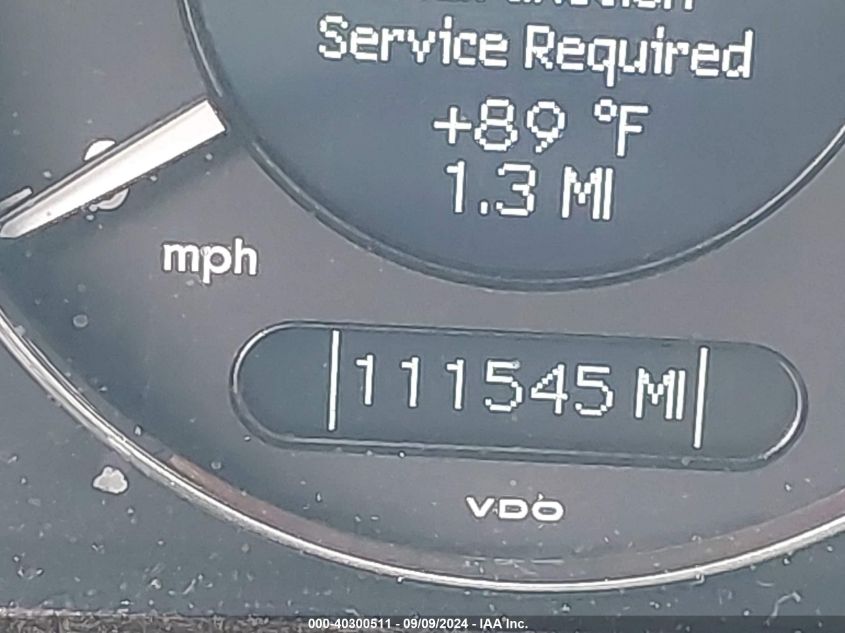 Service Required
+89 °F
1.3 MI
mph
111545 MI
VDO
000-40300511 - 09/09/2024 - IAA Inc.